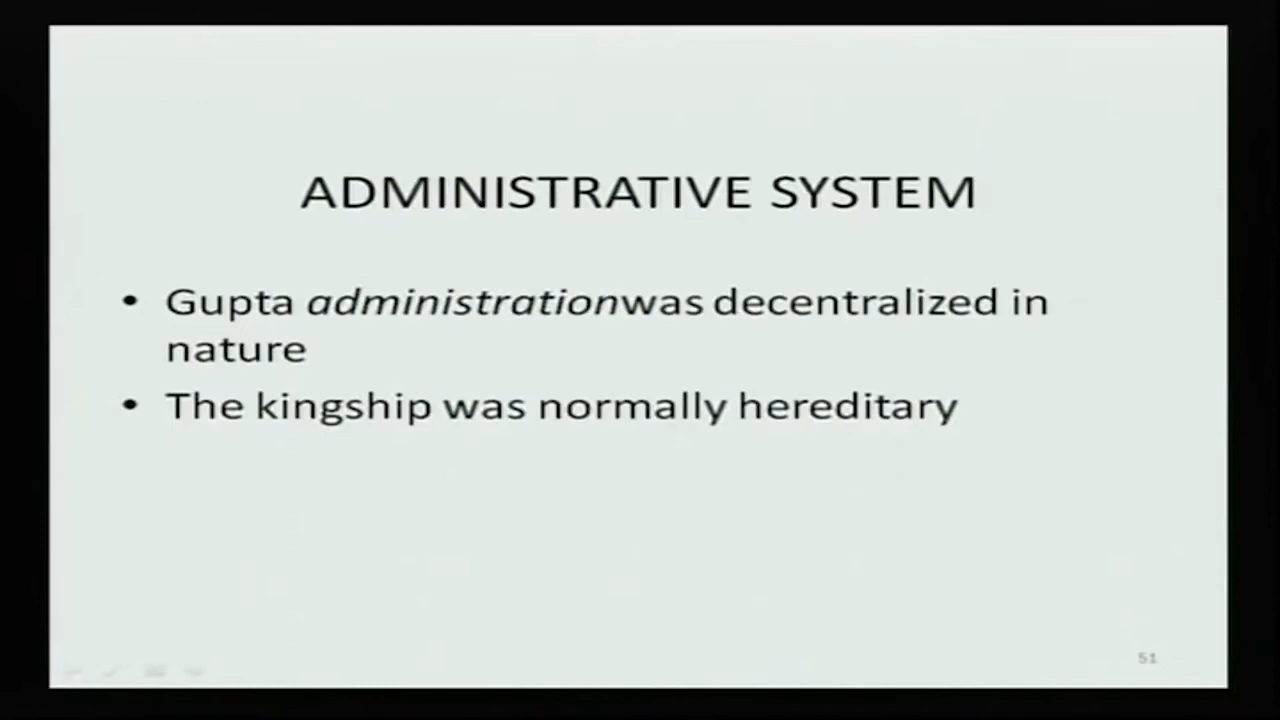 ADMINISTRATIVE SYSTEM
• Gupta administrationwas decentralized in
nature
• The kingship was normally hereditary
51